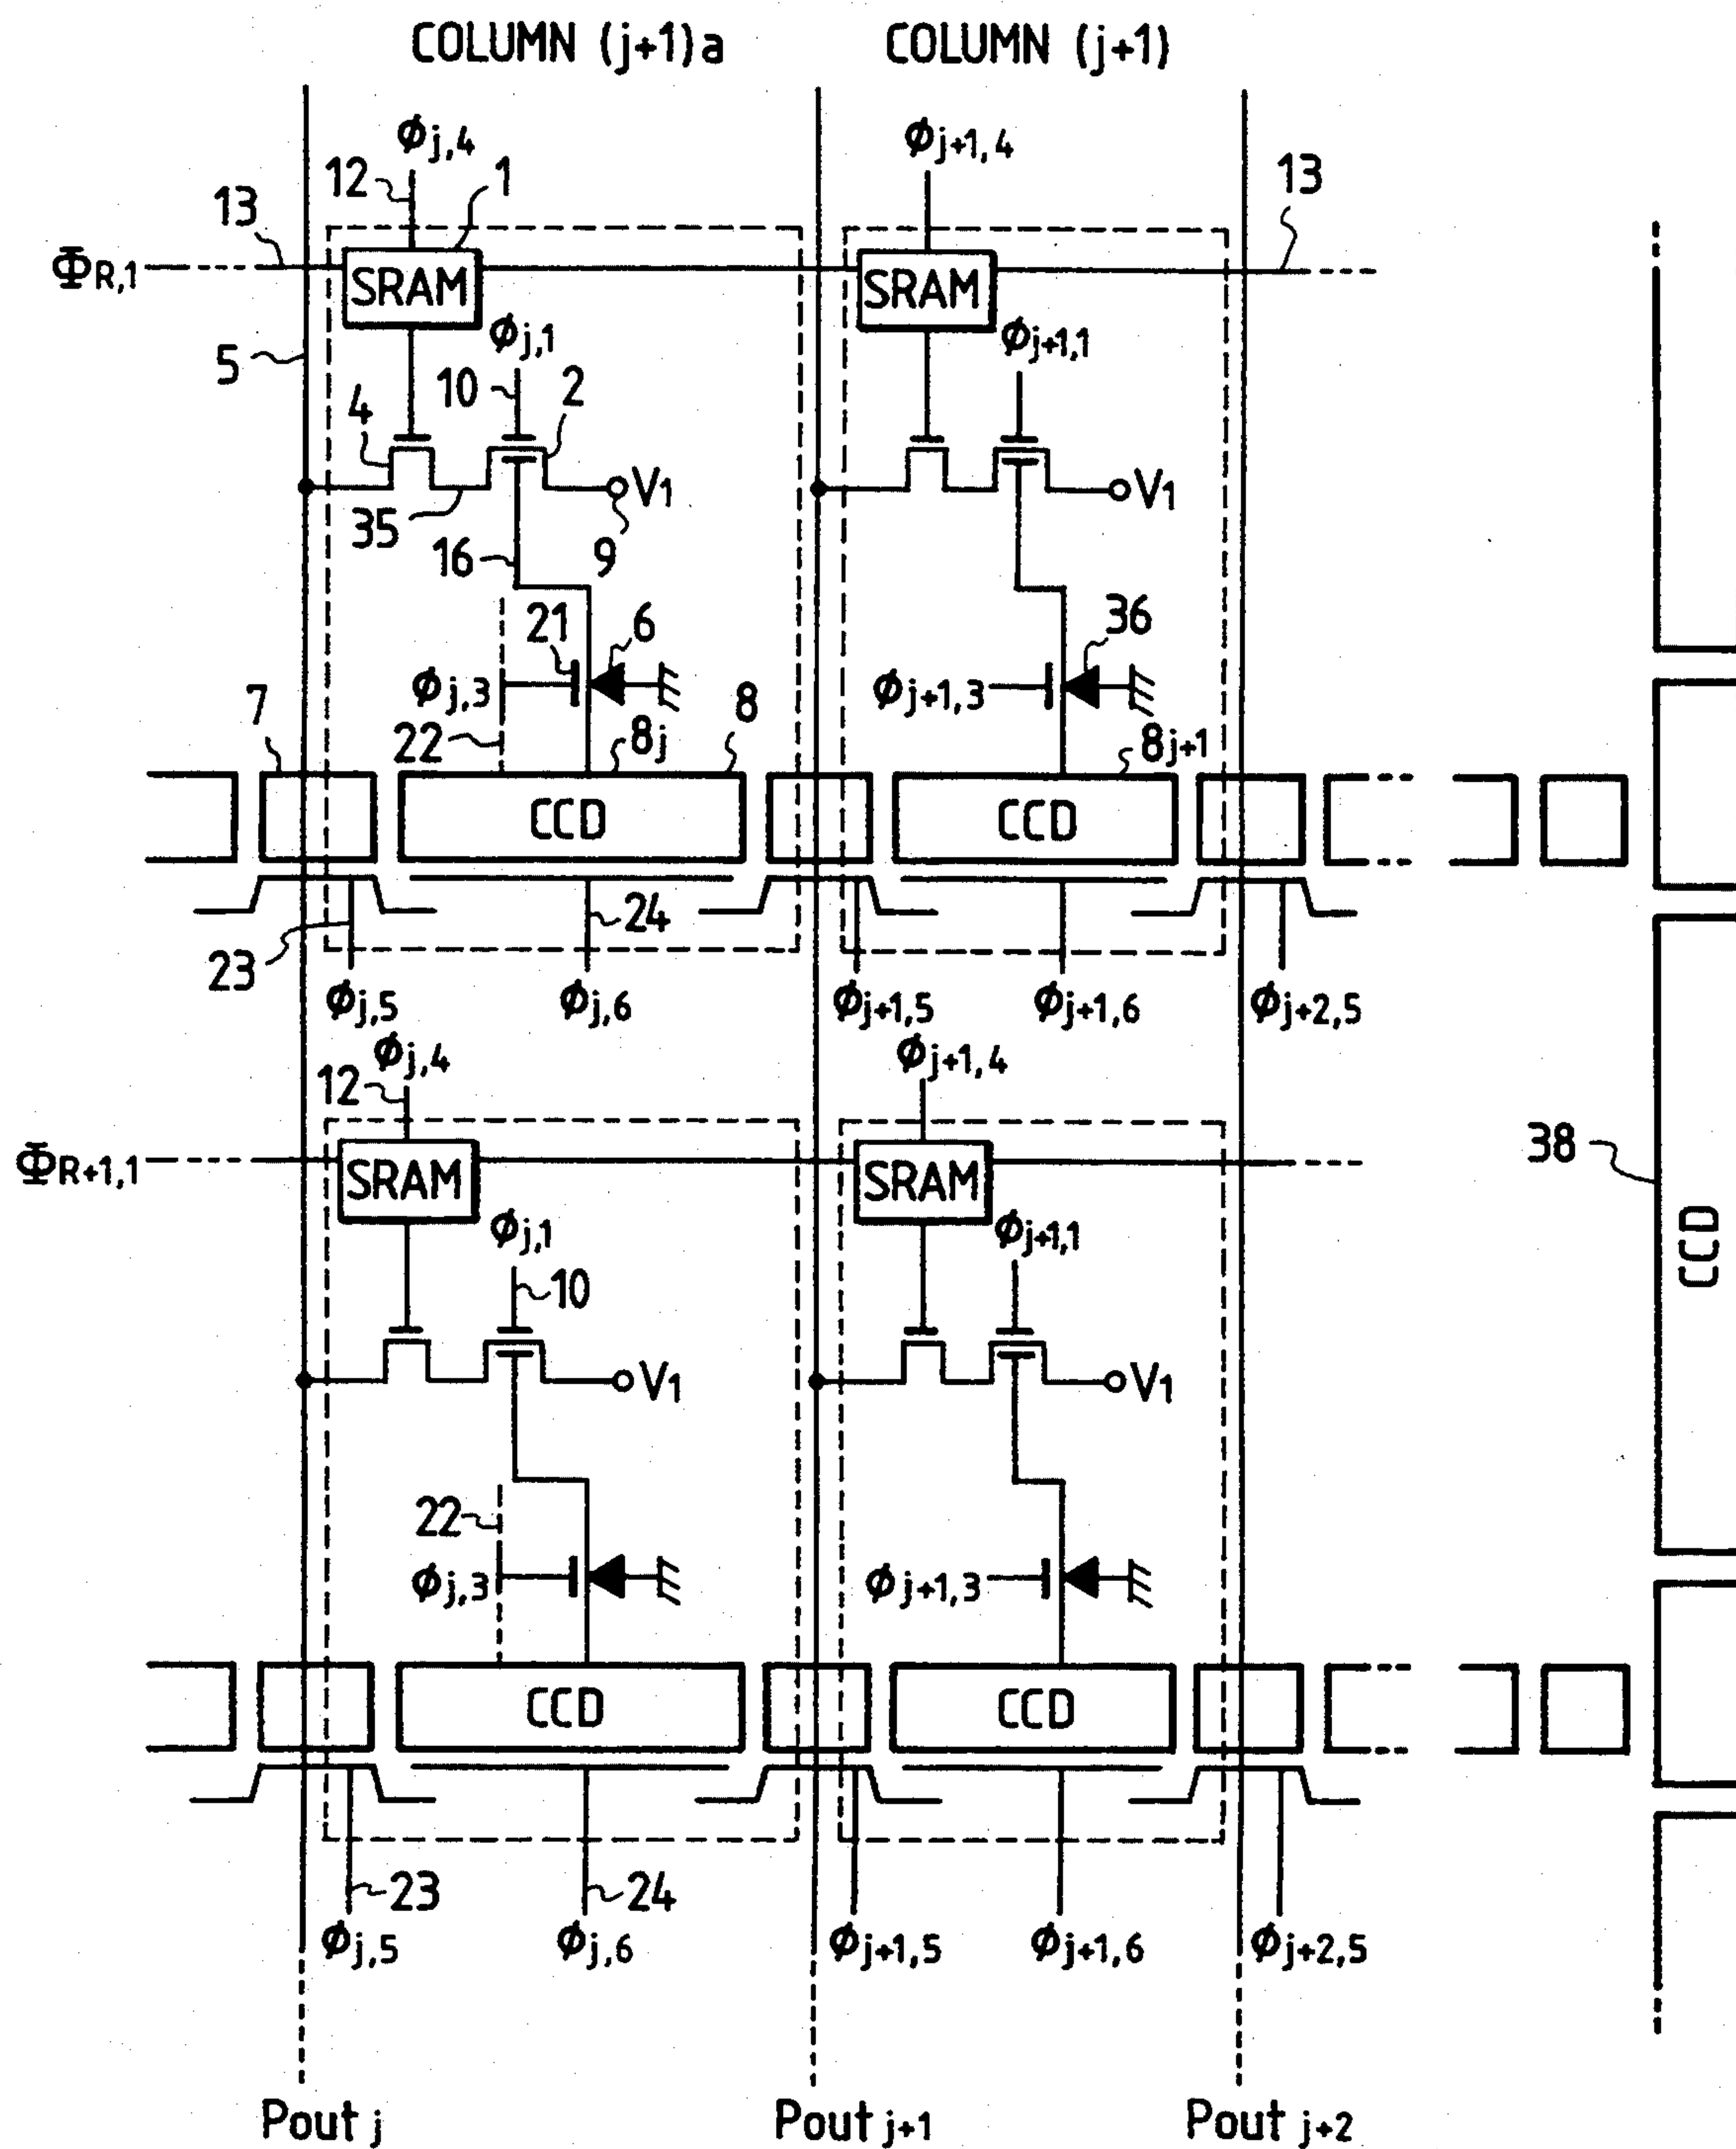 COLUMN (j+1)a COLUMN (j+1)
ϕj,4 ϕj+1,4
12 1 13
13
ΦR,1 SRAM SRAM
ϕj,1 ϕj+1,1
5 10 2
4
V1 V1
35
16 9
21 6 36
ϕj,3 ϕj+1,3
7 22 8j 8 8j+1
CCD CCD
24
23
ϕj,5 ϕj,6 ϕj+1,5 ϕj+1,6 ϕj+2,5
ϕj,4 ϕj+1,4
12
ΦR+1,1 SRAM SRAM 38
ϕj,1 ϕj+1,1
10 CCD
V1 V1
22
ϕj,3 ϕj+1,3
CCD CCD
23 24
ϕj,5 ϕj,6 ϕj+1,5 ϕj+1,6 ϕj+2,5
Pout j Pout j+1 Pout j+2